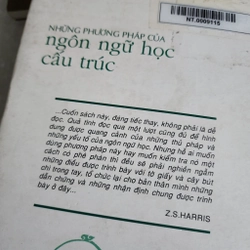 NT.0009115
NHỮNG PHƯƠNG PHÁP CỦA
ngôn ngữ học
cấu trúc
...Cuốn sách này, đáng tiếc thay, không phải là dễ
đọc. Quả tình đọc qua một lượt cũng đủ để hình
dung được quang cảnh của những thủ pháp và
những yếu tố của ngôn ngữ học. Nhưng hễ ai muốn
dùng phương pháp này hay muốn kiểm tra nó một
cách có phê phán thì đều sẽ phải nghiền ngẫm
những điều được trình bày với tờ giấy và cây bút
chì trong tay, tổ chức lại cho bản thân mình những
dẫn chứng và những nhận định chung được trình
bày ở đây...
Z.S.HARRIS